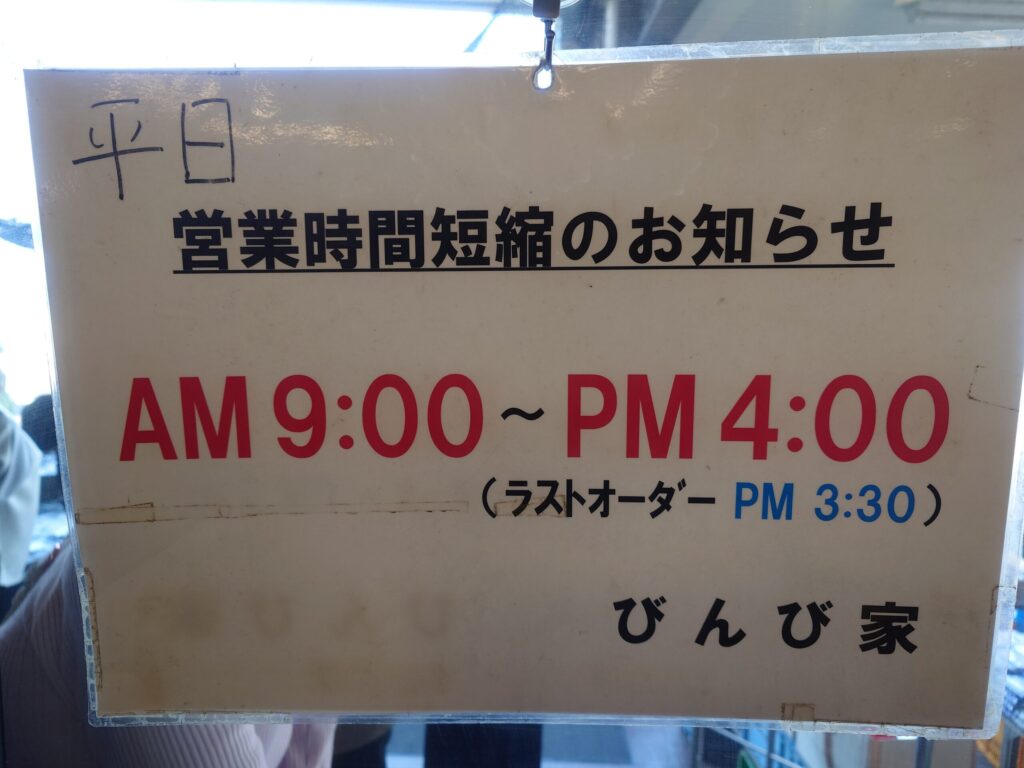 平日
営業時間短縮のお知らせ
AM 9:00 ~ PM 4:00
（ラストオーダー PM 3:30）
びんび家